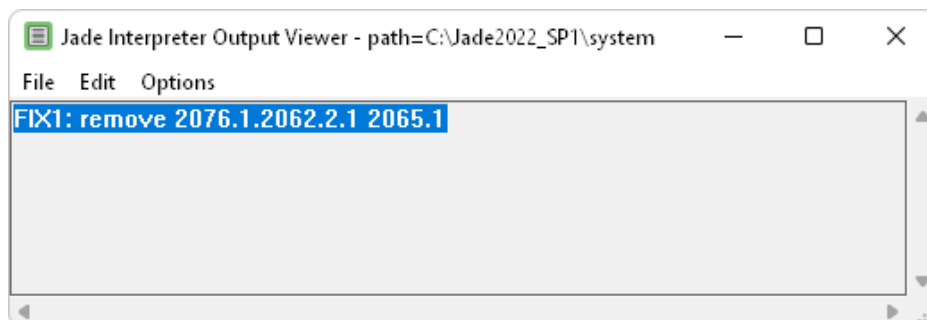 Jade Interpreter Output Viewer - path=C:\Jade2022_SP1\system
File Edit Options
FIX1: remove 2076.1.2062.2.1 2065.1